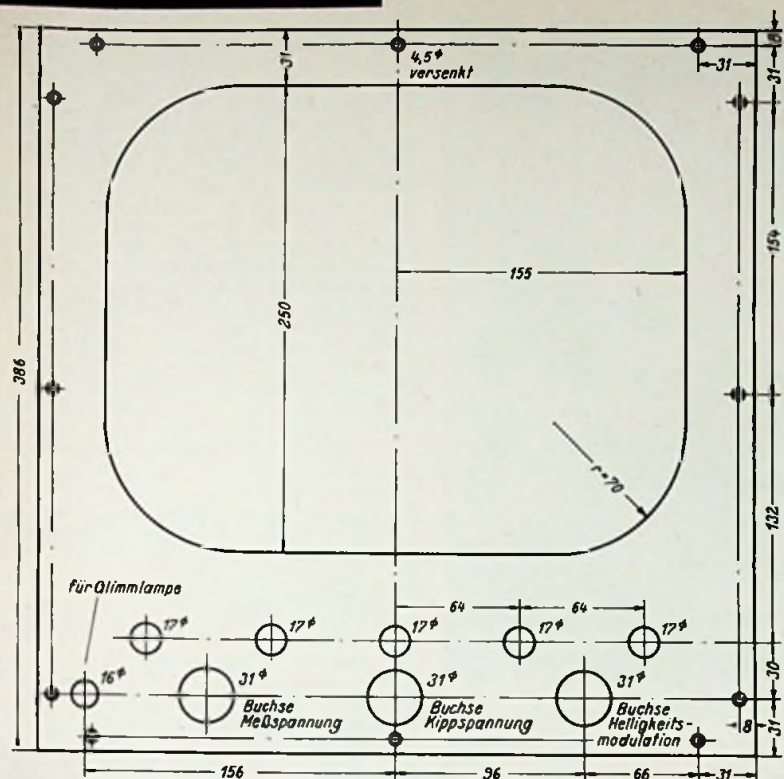 8
31
31
4,5⌀
versenkt
31
154
155
250
386
r=70
132
für Glimmlampe
64
64
17⌀
17⌀
17⌀
17⌀
17⌀
30
16⌀
31⌀
31⌀
31⌀
Buchse
Meßspannung
Buchse
Kippspannung
Buchse
Helligkeits-
modulation
8
31
156
96
66
31